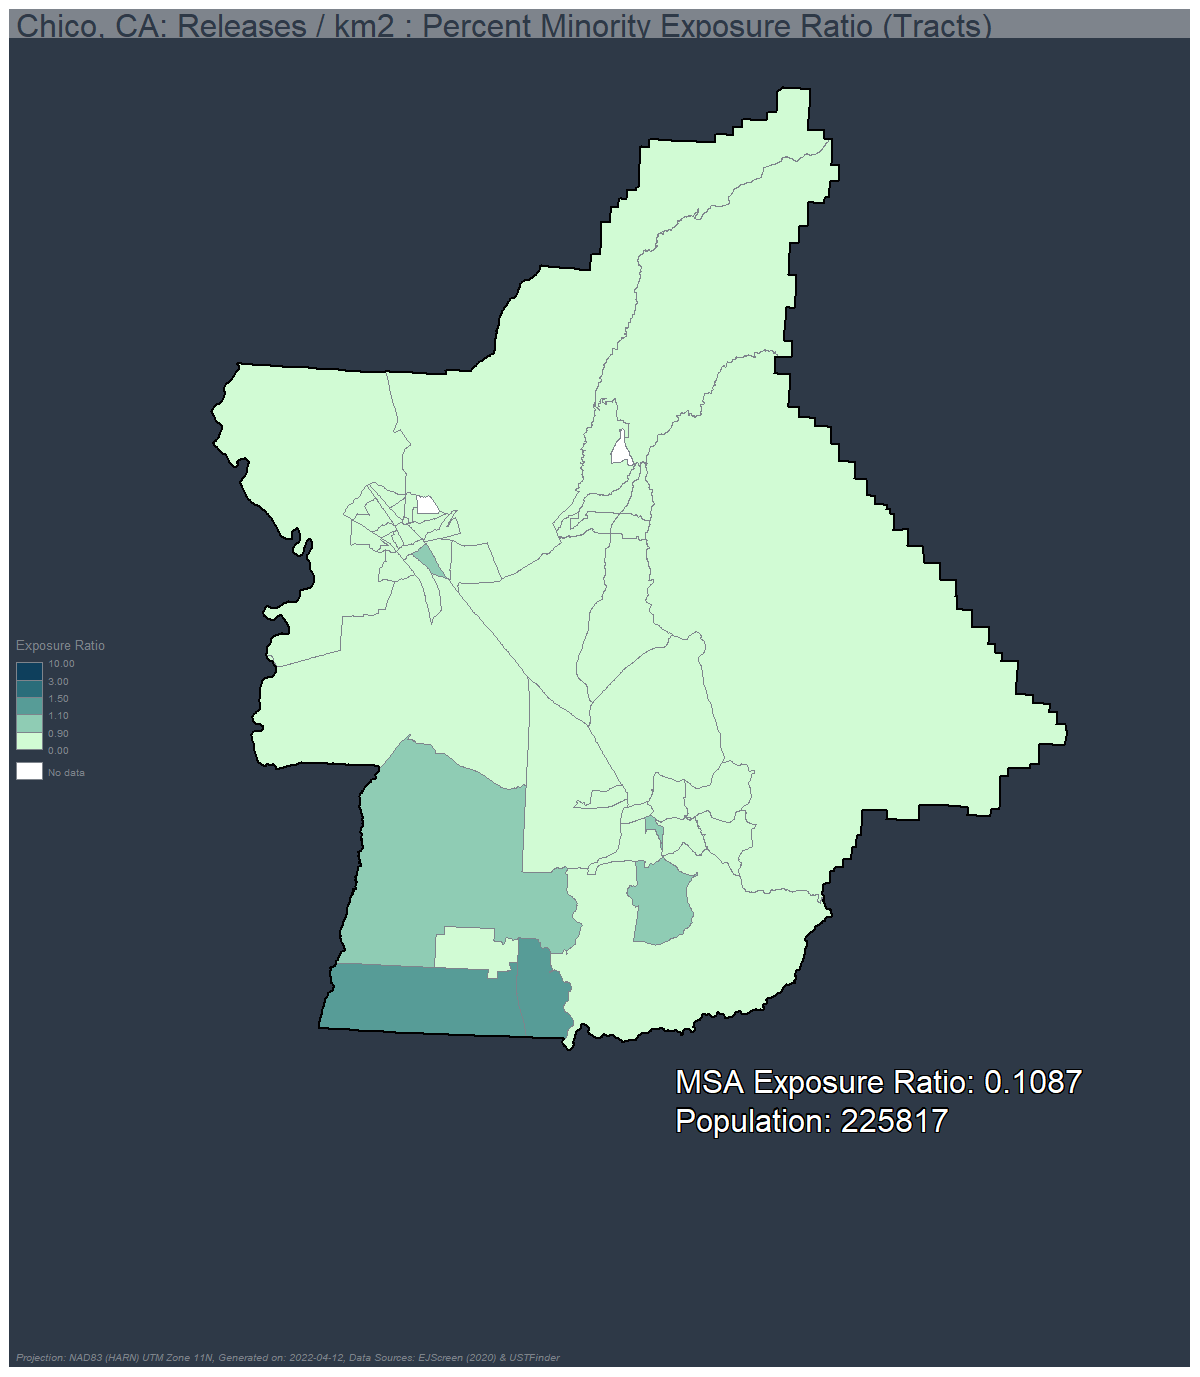 Chico, CA: Releases / km2 : Percent Minority Exposure Ratio (Tracts)
Exposure Ratio
10.00
3.00
1.50
1.10
0.90
0.00
No data
MSA Exposure Ratio: 0.1087
Population: 225817
Projection: NAD83 (HARN) UTM Zone 11N, Generated on: 2022-04-12, Data Sources: EJScreen (2020) & USTFinder